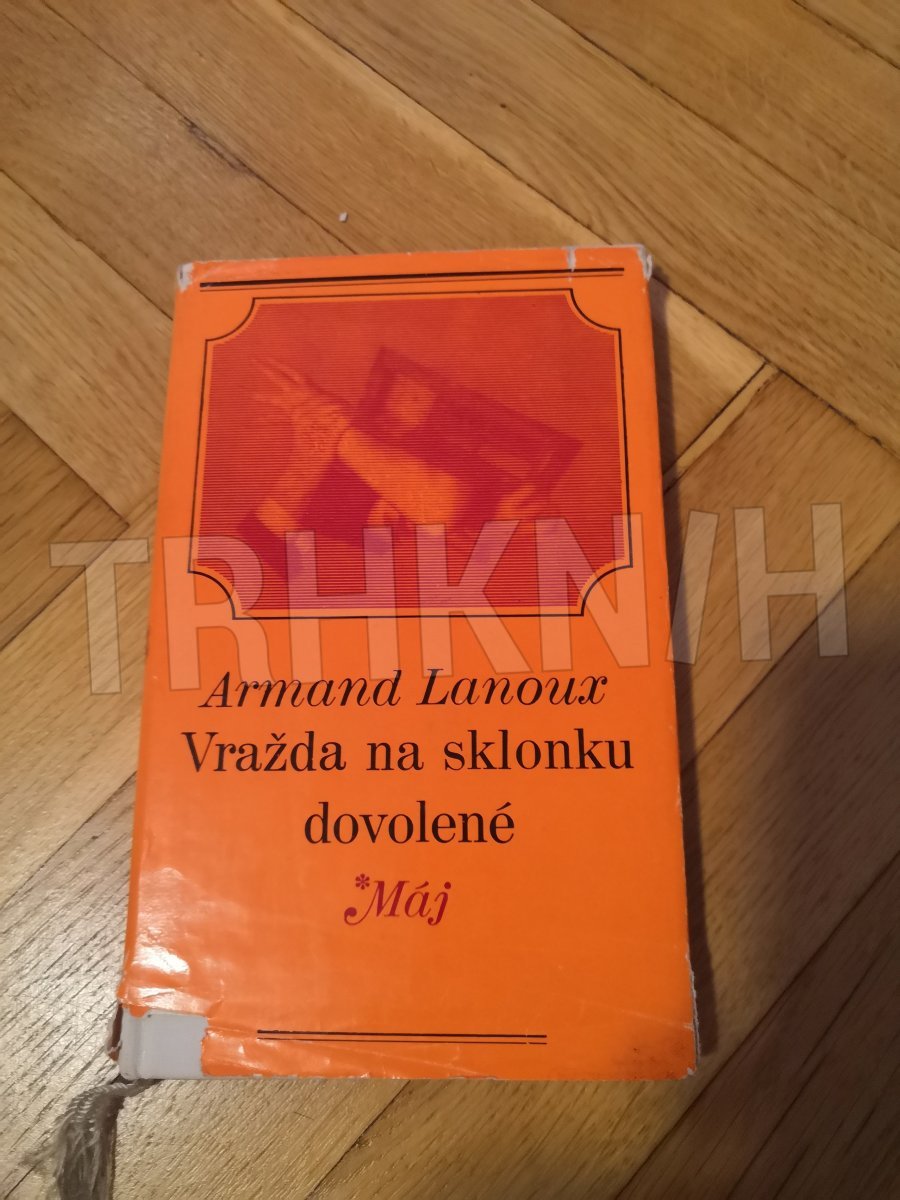 TRHKNIH
Armand Lanoux
Vražda na sklonku
dovolené
*Máj